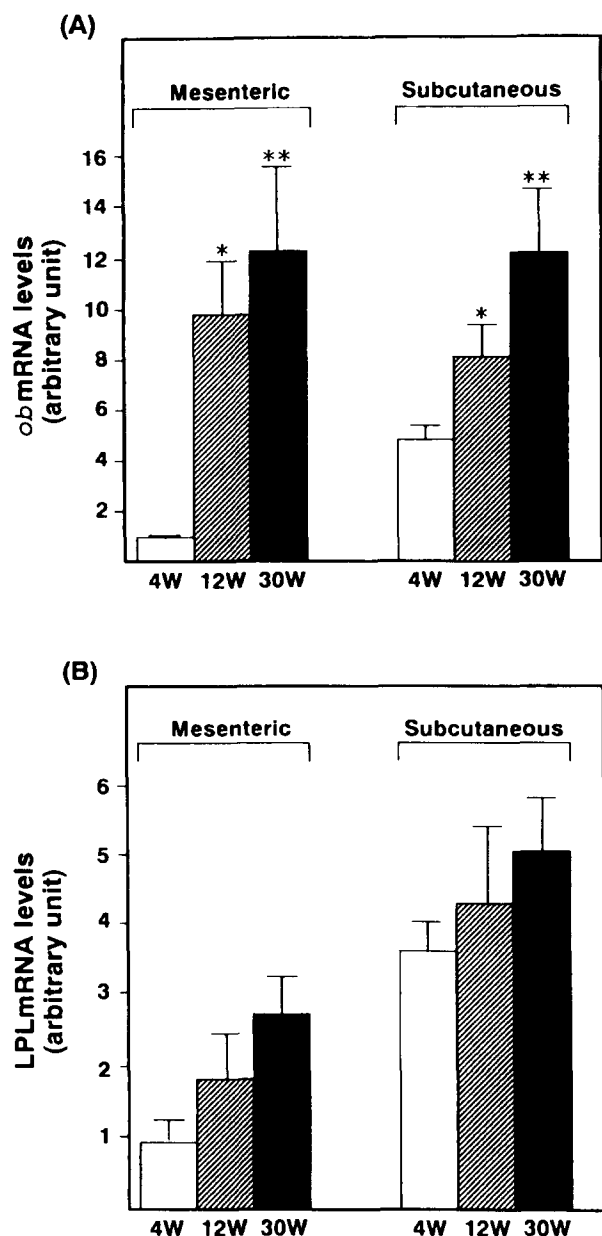 (A)
Mesenteric
Subcutaneous
ob mRNA levels
(arbitrary unit)
16
14
12
10
8
6
4
2
*
**
*
**
4W 12W 30W
4W 12W 30W
(B)
Mesenteric
Subcutaneous
LPLmRNA levels
(arbitrary unit)
6
5
4
3
2
1
4W 12W 30W
4W 12W 30W